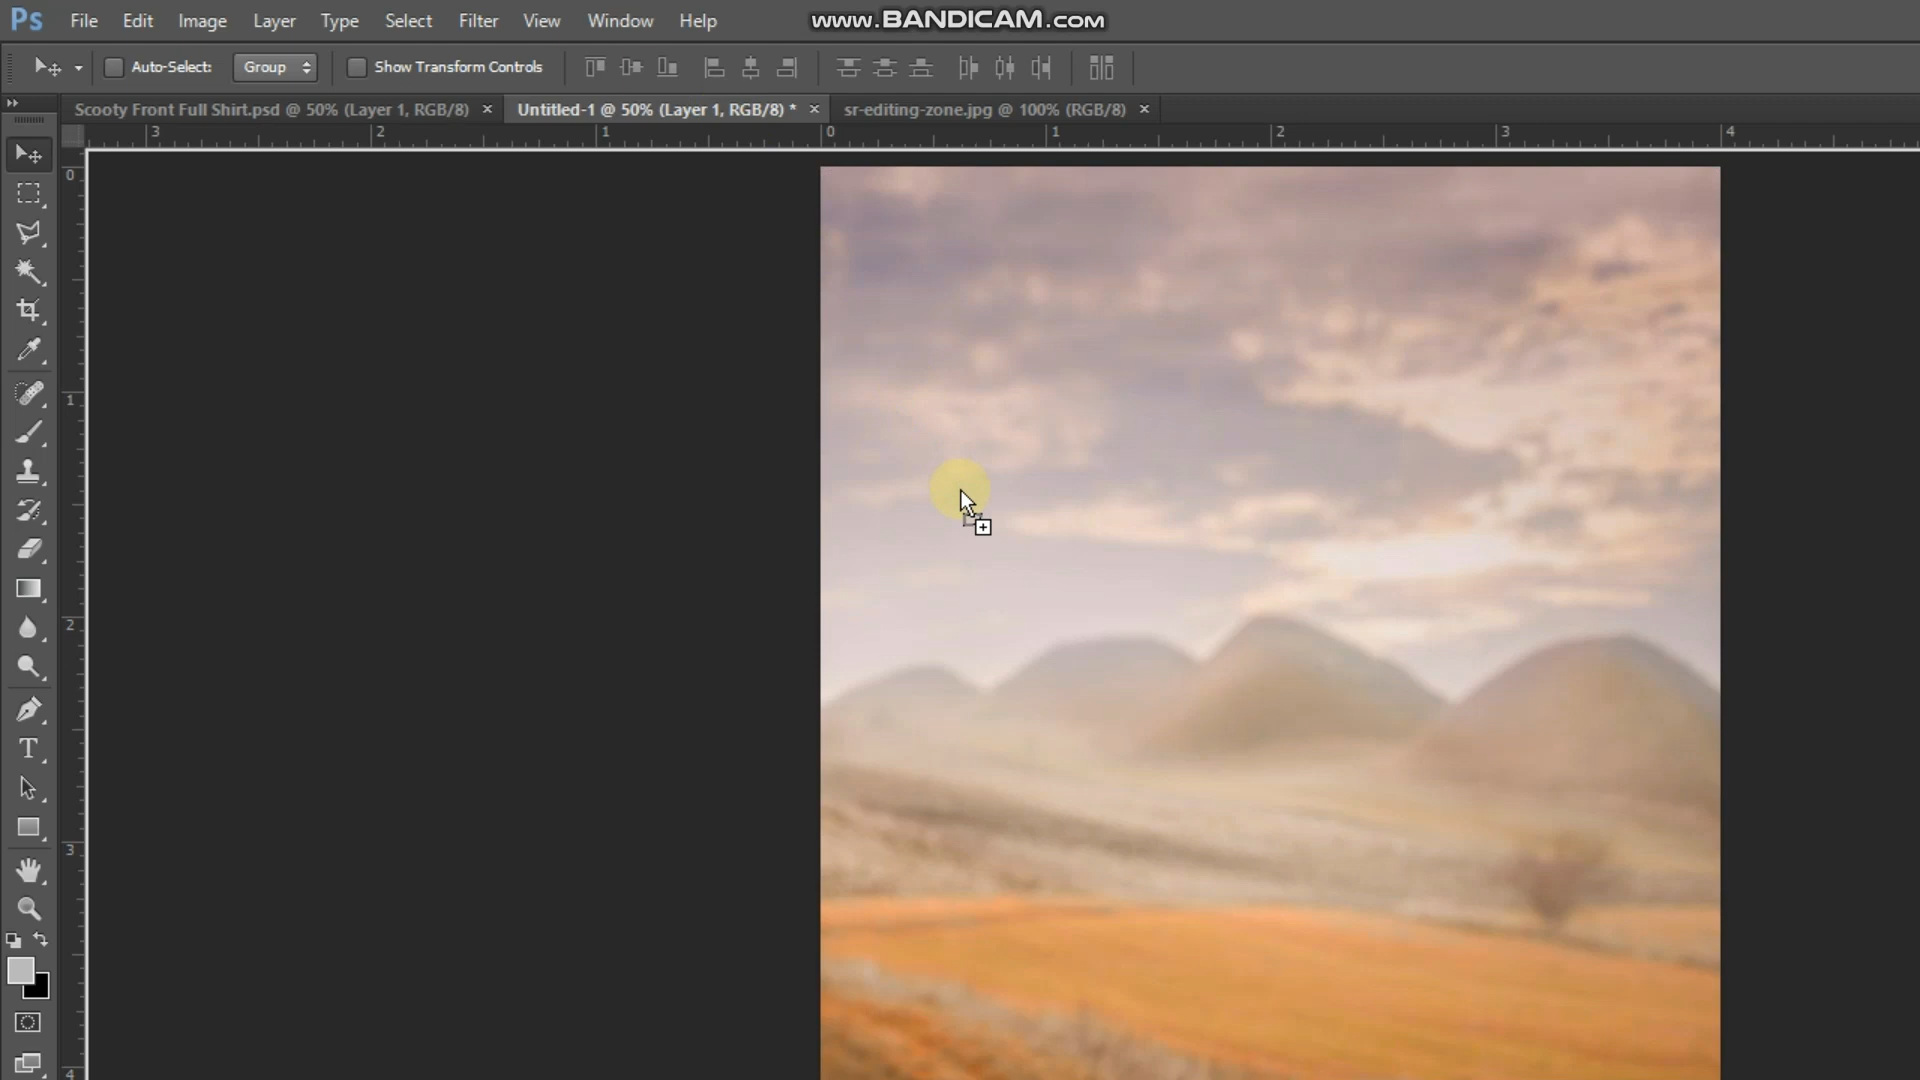 Ps File Edit Image Layer Type Select Filter View Window Help www.BANDICAM.com
Auto-Select: Group Show Transform Controls
Scooty Front Full Shirt.psd @ 50% (Layer 1, RGB/8) × Untitled-1 @ 50% (Layer 1, RGB/8) * × sr-editing-zone.jpg @ 100% (RGB/8) ×
3 2 1 0 1 2 3 4
0
1
2
3
T
4